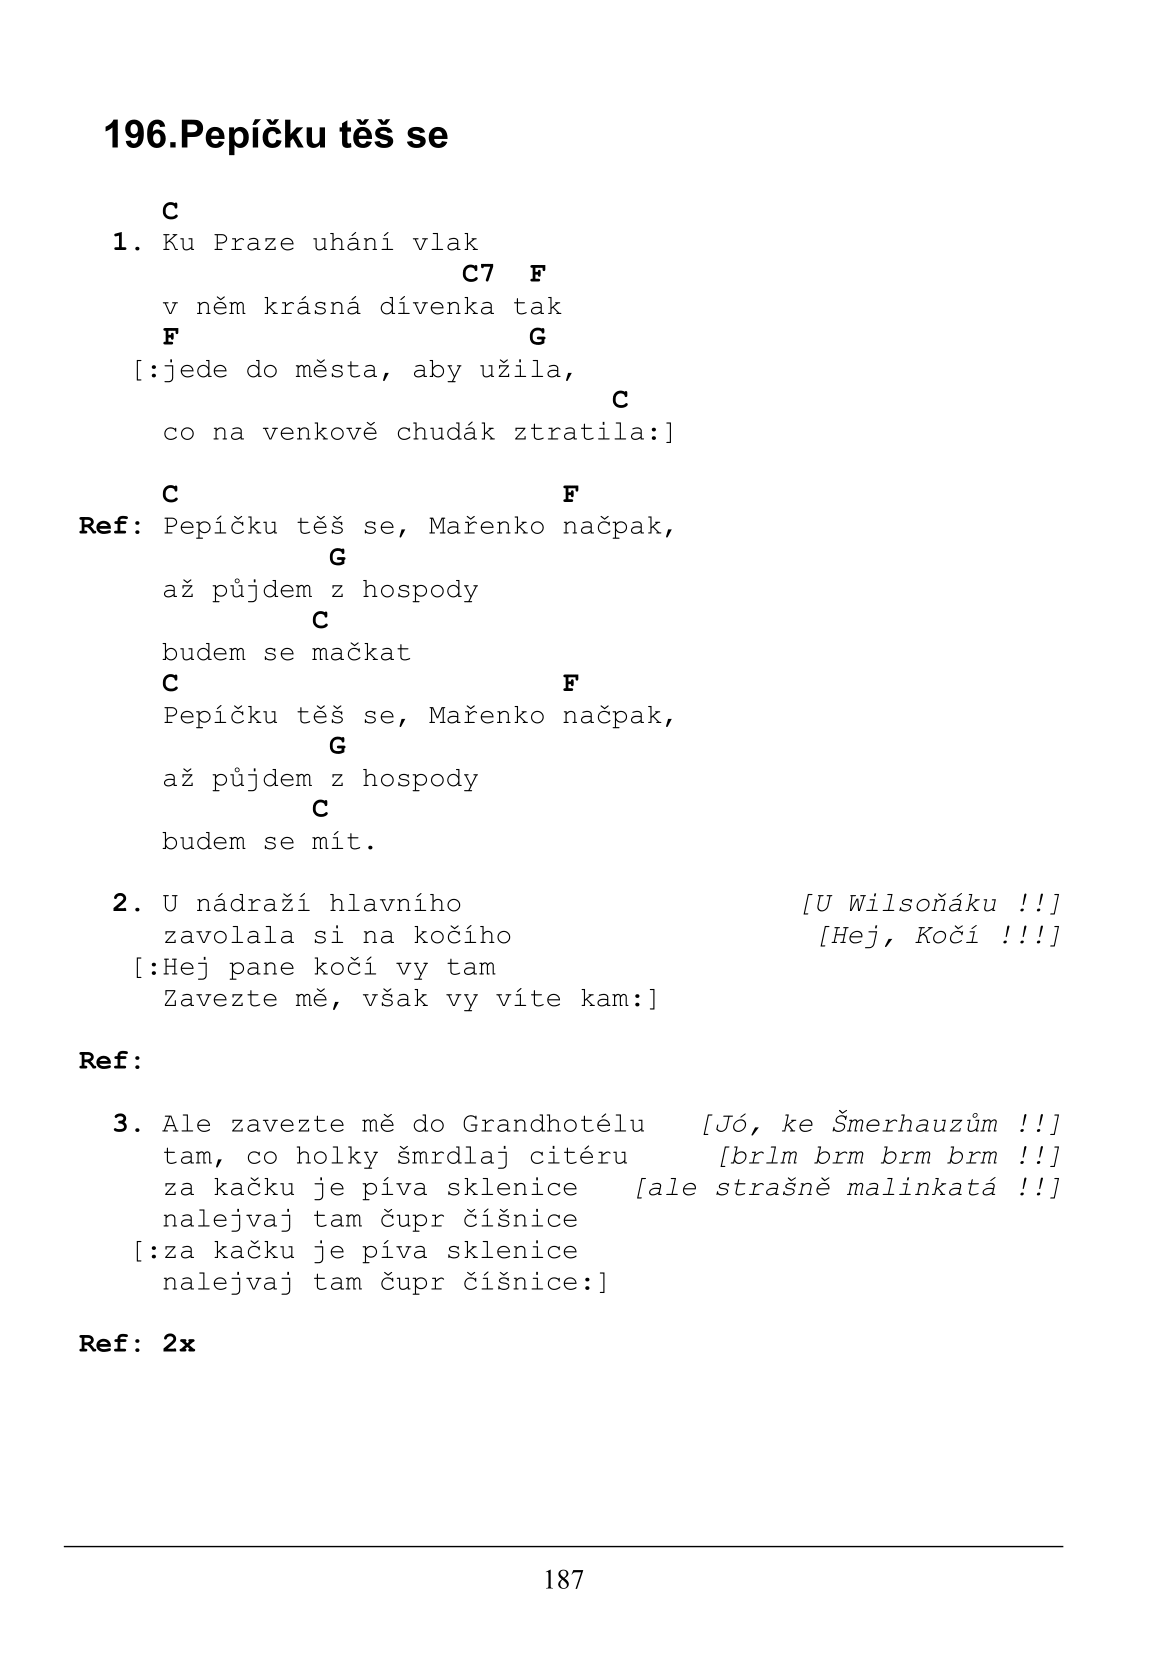 196.Pepíčku těš se
C
1. Ku Praze uhání vlak
C7 F
v něm krásná dívenka tak
F G
[:jede do města, aby užila,
C
co na venkově chudák ztratila:]
C F
Ref: Pepíčku těš se, Mařenko načpak,
G
až půjdem z hospody
C
budem se mačkat
C F
Pepíčku těš se, Mařenko načpak,
G
až půjdem z hospody
C
budem se mít.
2. U nádraží hlavního [U Wilsoňáku !!]
zavolala si na kočího [Hej, Kočí !!!]
[:Hej pane kočí vy tam
Zavezte mě, však vy víte kam:]
Ref:
3. Ale zavezte mě do Grandhotélu [Jó, ke Šmerhauzům !!]
tam, co holky šmrdlaj citéru [brlm brm brm brm !!]
za kačku je píva sklenice [ale strašně malinkatá !!]
nalejvaj tam čupr číšnice
[:za kačku je píva sklenice
nalejvaj tam čupr číšnice:]
Ref: 2x
187